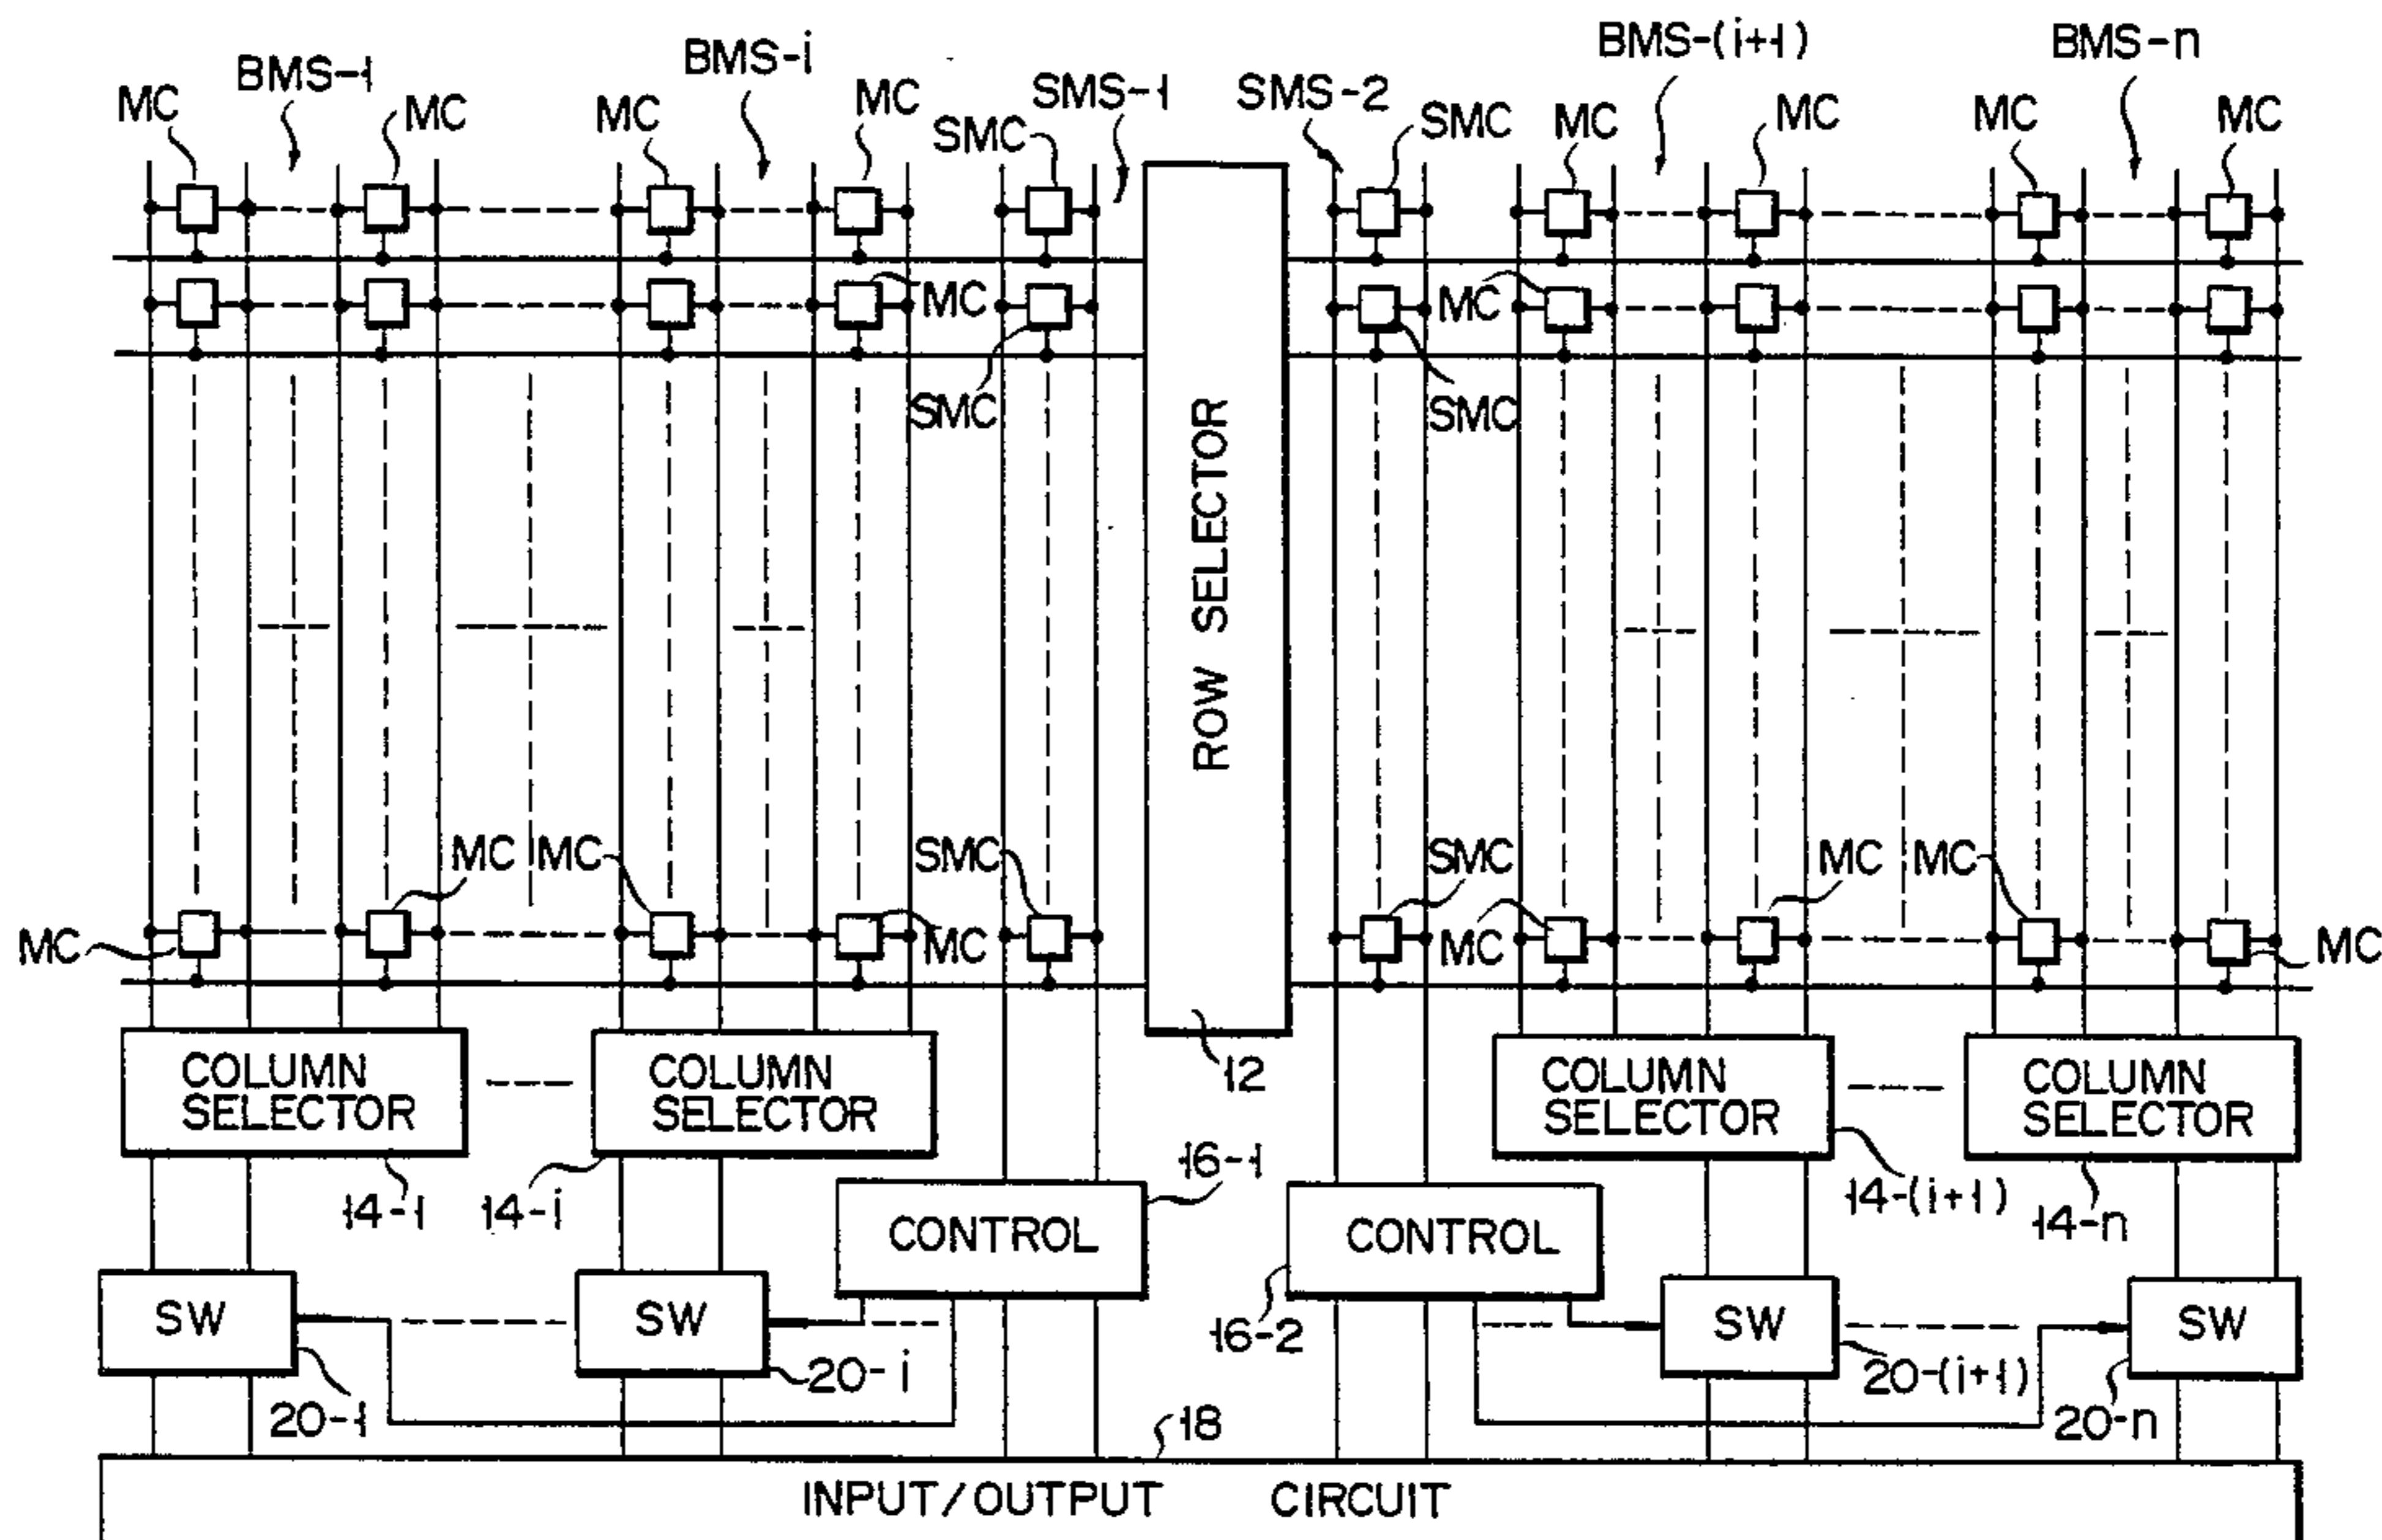 BMS-1
BMS-i
BMS-(i+1)
BMS-n
MC
MC
MC
MC
SMC
SMS-1
SMS-2
SMC
MC
MC
MC
MC
MC
SMC
MC
SMC
ROW SELECTOR
MC
MC
SMC
SMC
MC
MC
MC
MC
MC
MC
COLUMN
SELECTOR
COLUMN
SELECTOR
12
COLUMN
SELECTOR
COLUMN
SELECTOR
14-1
14-i
16-1
14-(i+1)
14-n
CONTROL
CONTROL
SW
SW
16-2
SW
SW
20-1
20-i
20-(i+1)
20-n
18
INPUT/OUTPUT CIRCUIT